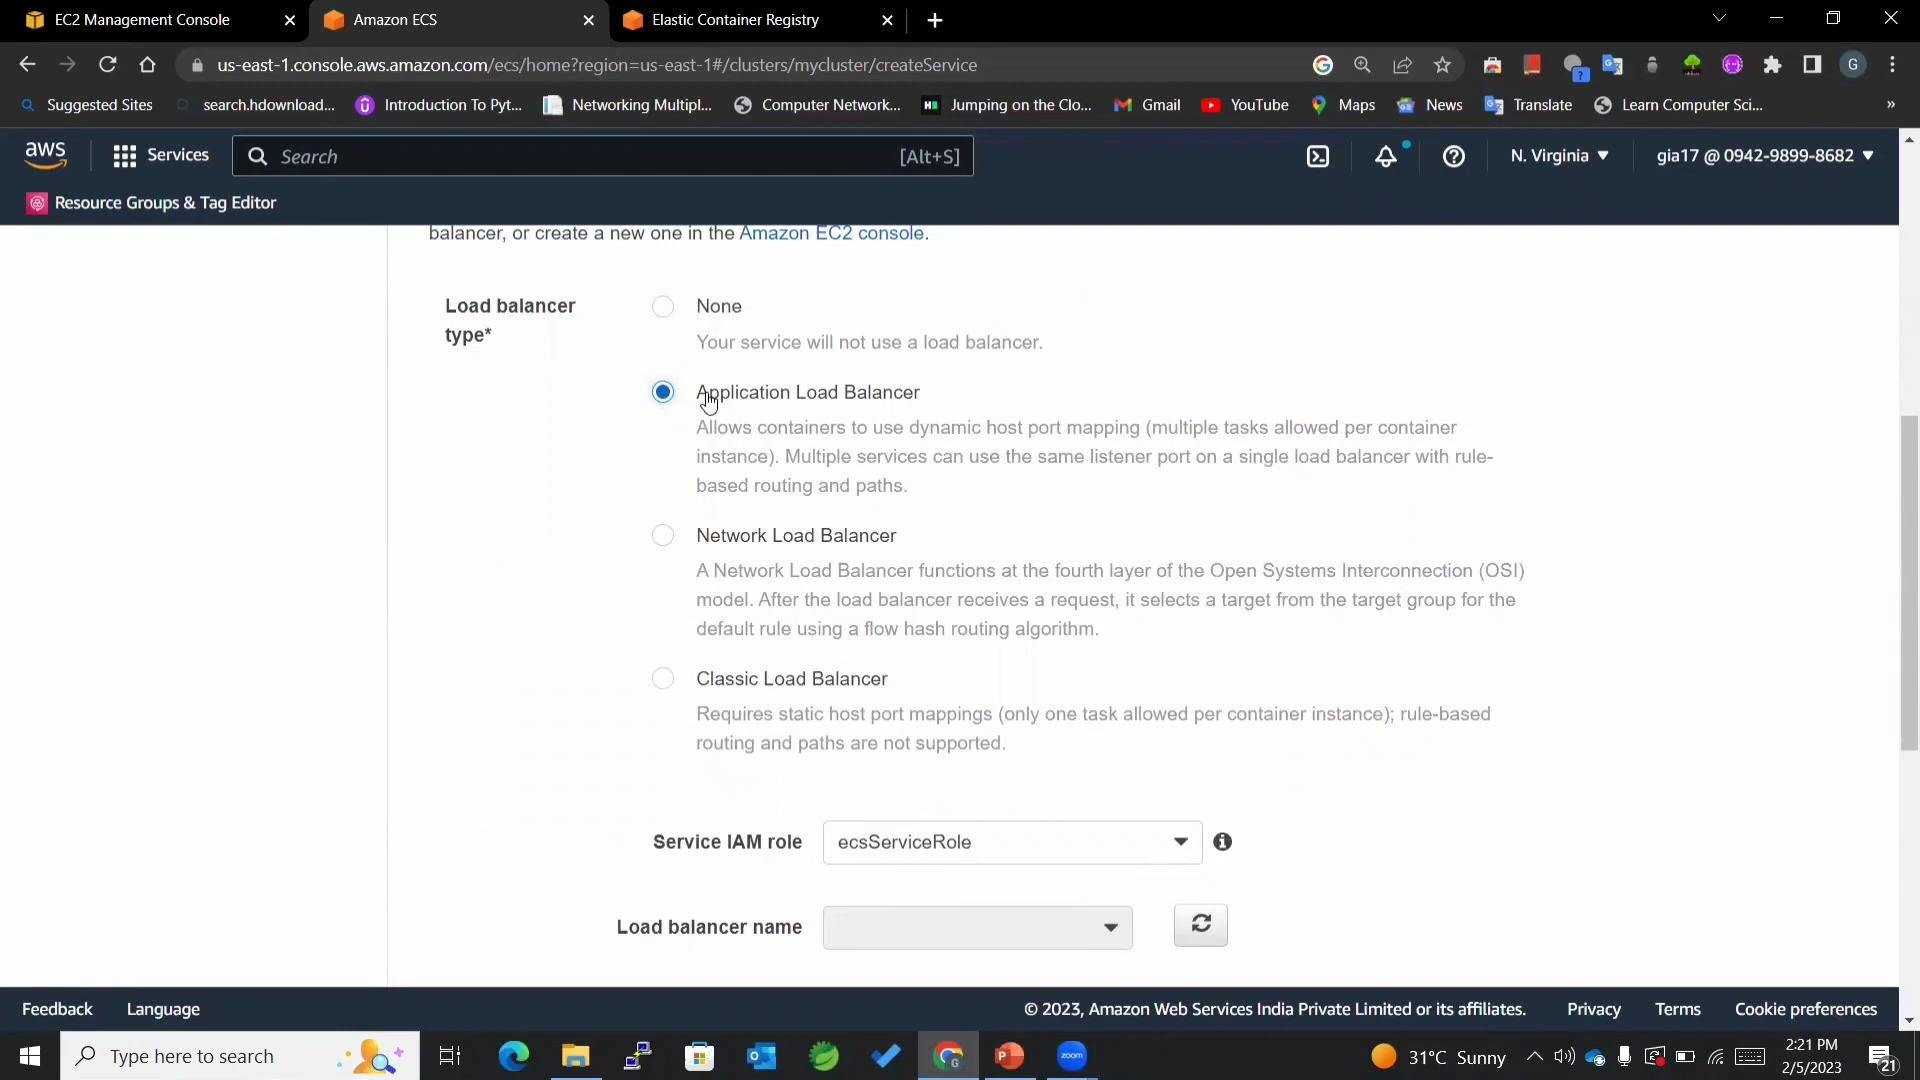 EC2 Management Console
Amazon ECS
Elastic Container Registry
us-east-1.console.aws.amazon.com/ecs/home?region=us-east-1#/clusters/mycluster/createService
G
Suggested Sites
search.hdownload...
Introduction To Pyt...
Networking Multipl...
Computer Network...
Jumping on the Clo...
Gmail
YouTube
Maps
News
Translate
Learn Computer Sci...
»
aws
Services
Search
[Alt+S]
N. Virginia
gia17 @ 0942-9899-8682
Resource Groups & Tag Editor
balancer, or create a new one in the Amazon EC2 console.
Load balancer
type*
None
Your service will not use a load balancer.
Application Load Balancer
Allows containers to use dynamic host port mapping (multiple tasks allowed per container
instance). Multiple services can use the same listener port on a single load balancer with rule-
based routing and paths.
Network Load Balancer
A Network Load Balancer functions at the fourth layer of the Open Systems Interconnection (OSI)
model. After the load balancer receives a request, it selects a target from the target group for the
default rule using a flow hash routing algorithm.
Classic Load Balancer
Requires static host port mappings (only one task allowed per container instance); rule-based
routing and paths are not supported.
Service IAM role
ecsServiceRole
Load balancer name
Feedback
Language
© 2023, Amazon Web Services India Private Limited or its affiliates.
Privacy
Terms
Cookie preferences
Type here to search
zoom
31°C Sunny
2:21 PM
2/5/2023
21